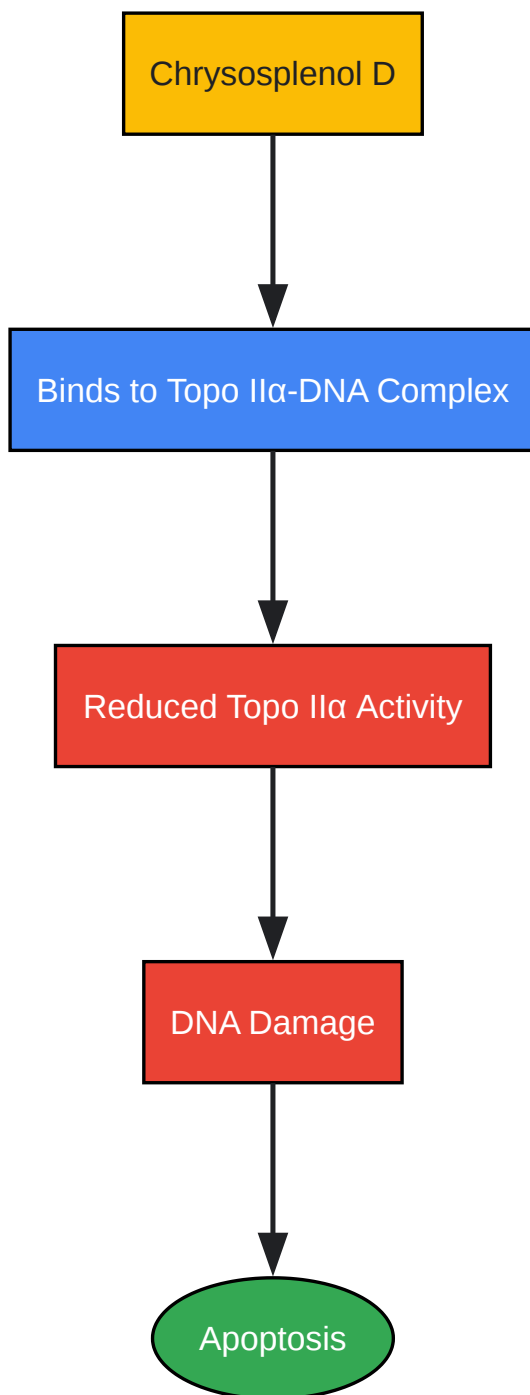 Chrysosplenol D
Binds to Topo IIα-DNA Complex
Reduced Topo IIα Activity
DNA Damage
Apoptosis